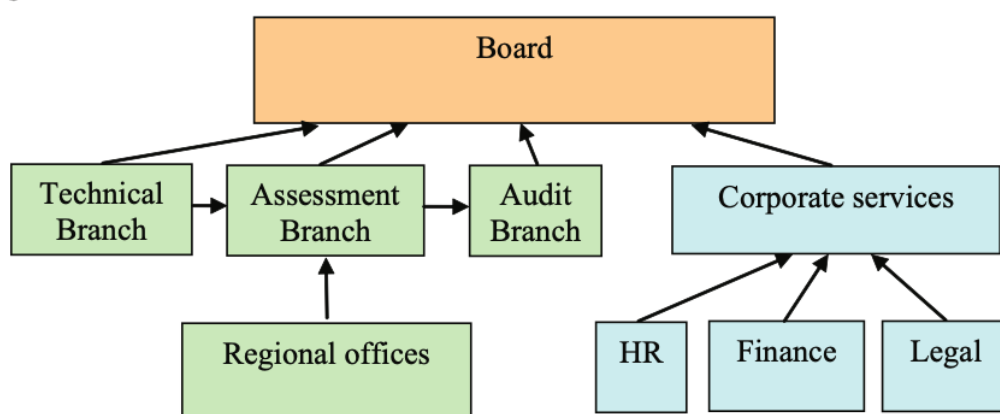 Board
Technical
Branch
Assessment
Branch
Audit
Branch
Corporate services
Regional offices
HR
Finance
Legal